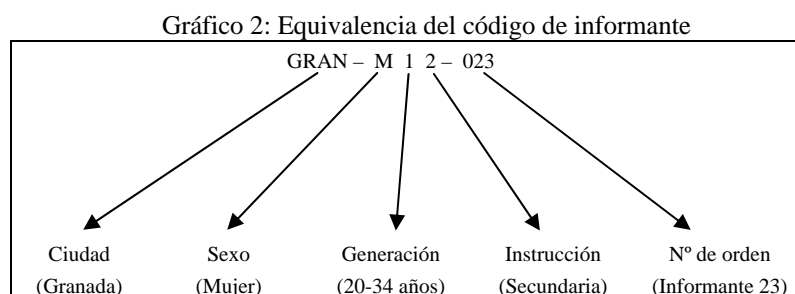 Gráfico 2: Equivalencia del código de informante
GRAN – M 1 2 – 023
Ciudad Sexo Generación Instrucción Nº de orden
(Granada) (Mujer) (20-34 años) (Secundaria) (Informante 23)